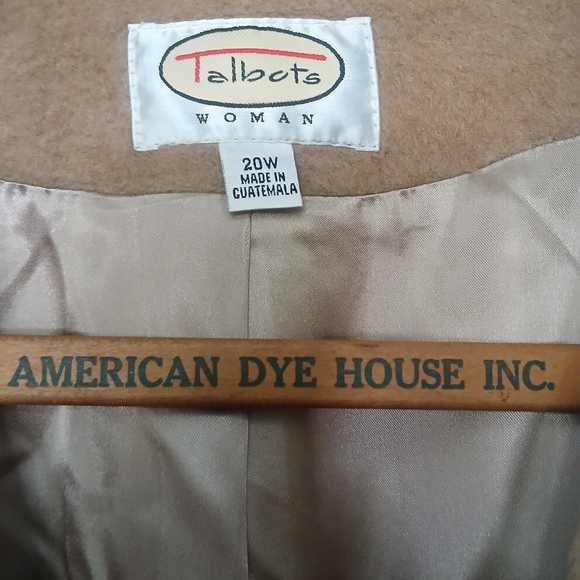 Talbots
WOMAN
20W
MADE IN
GUATEMALA
AMERICAN DYE HOUSE INC.